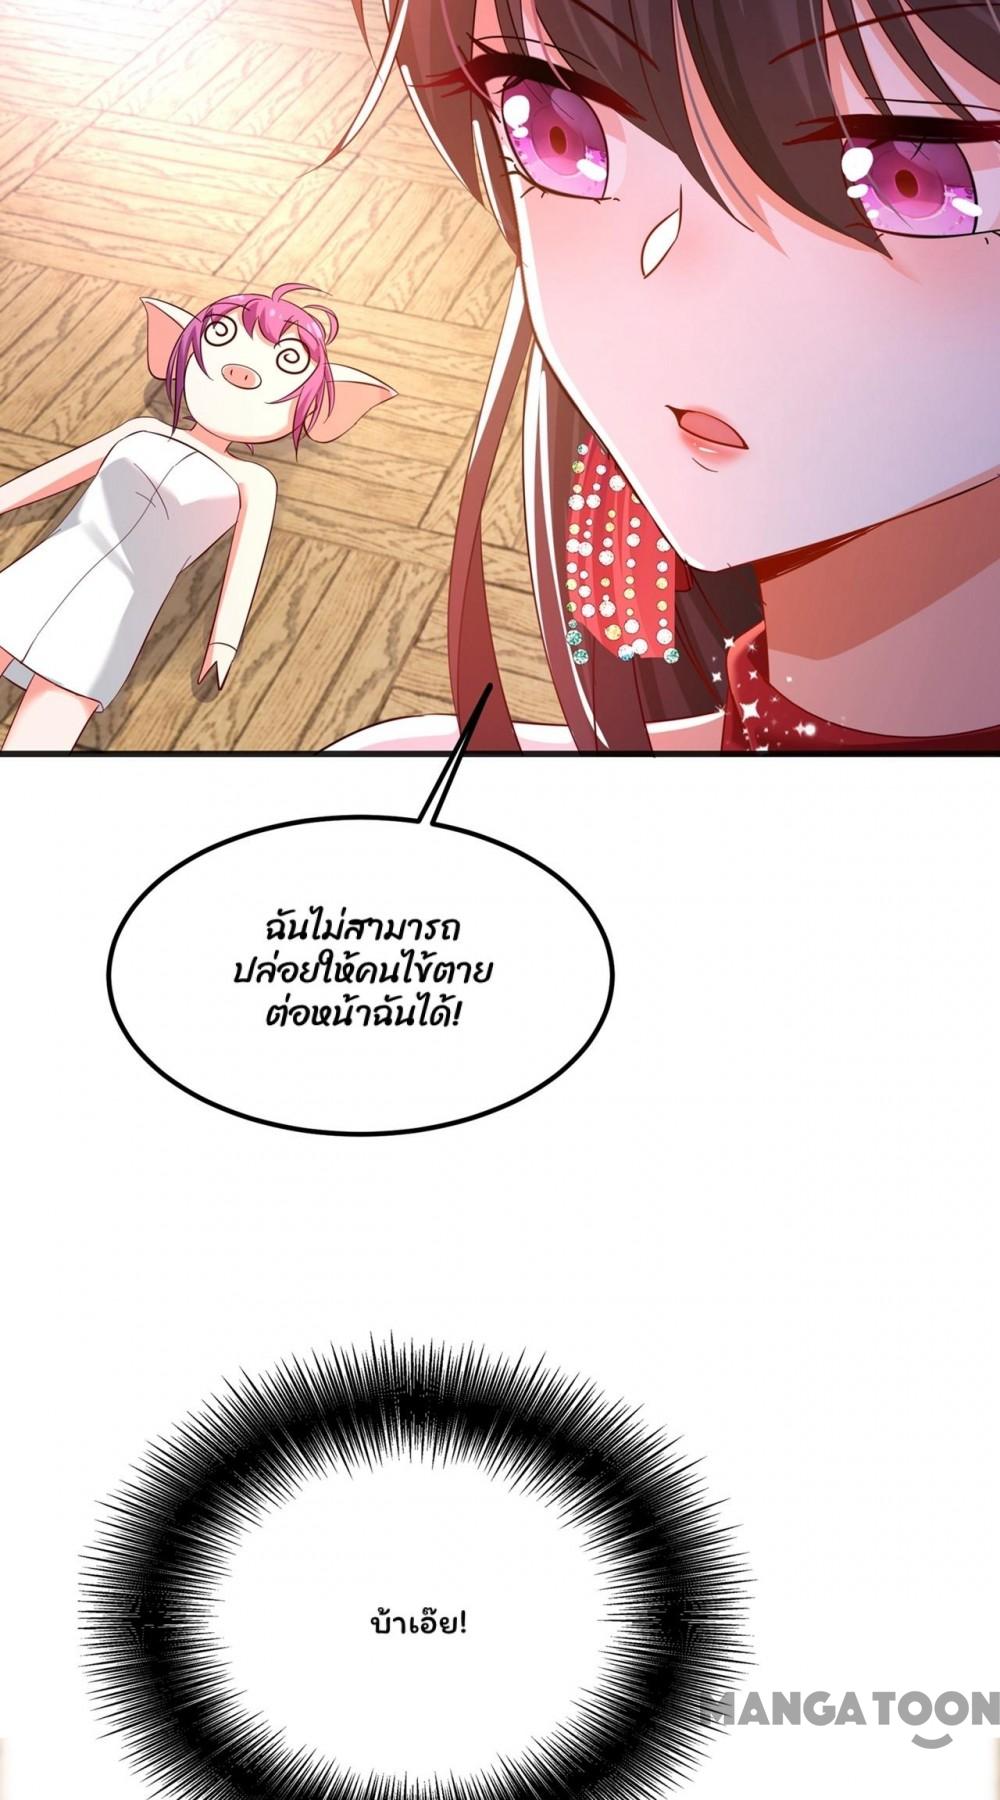 ฉันไม่สามารถ
ปล่อยให้คนไข้ตาย
ต่อหน้าฉันได้!
บ้าเอ๊ย!
MANGATOON